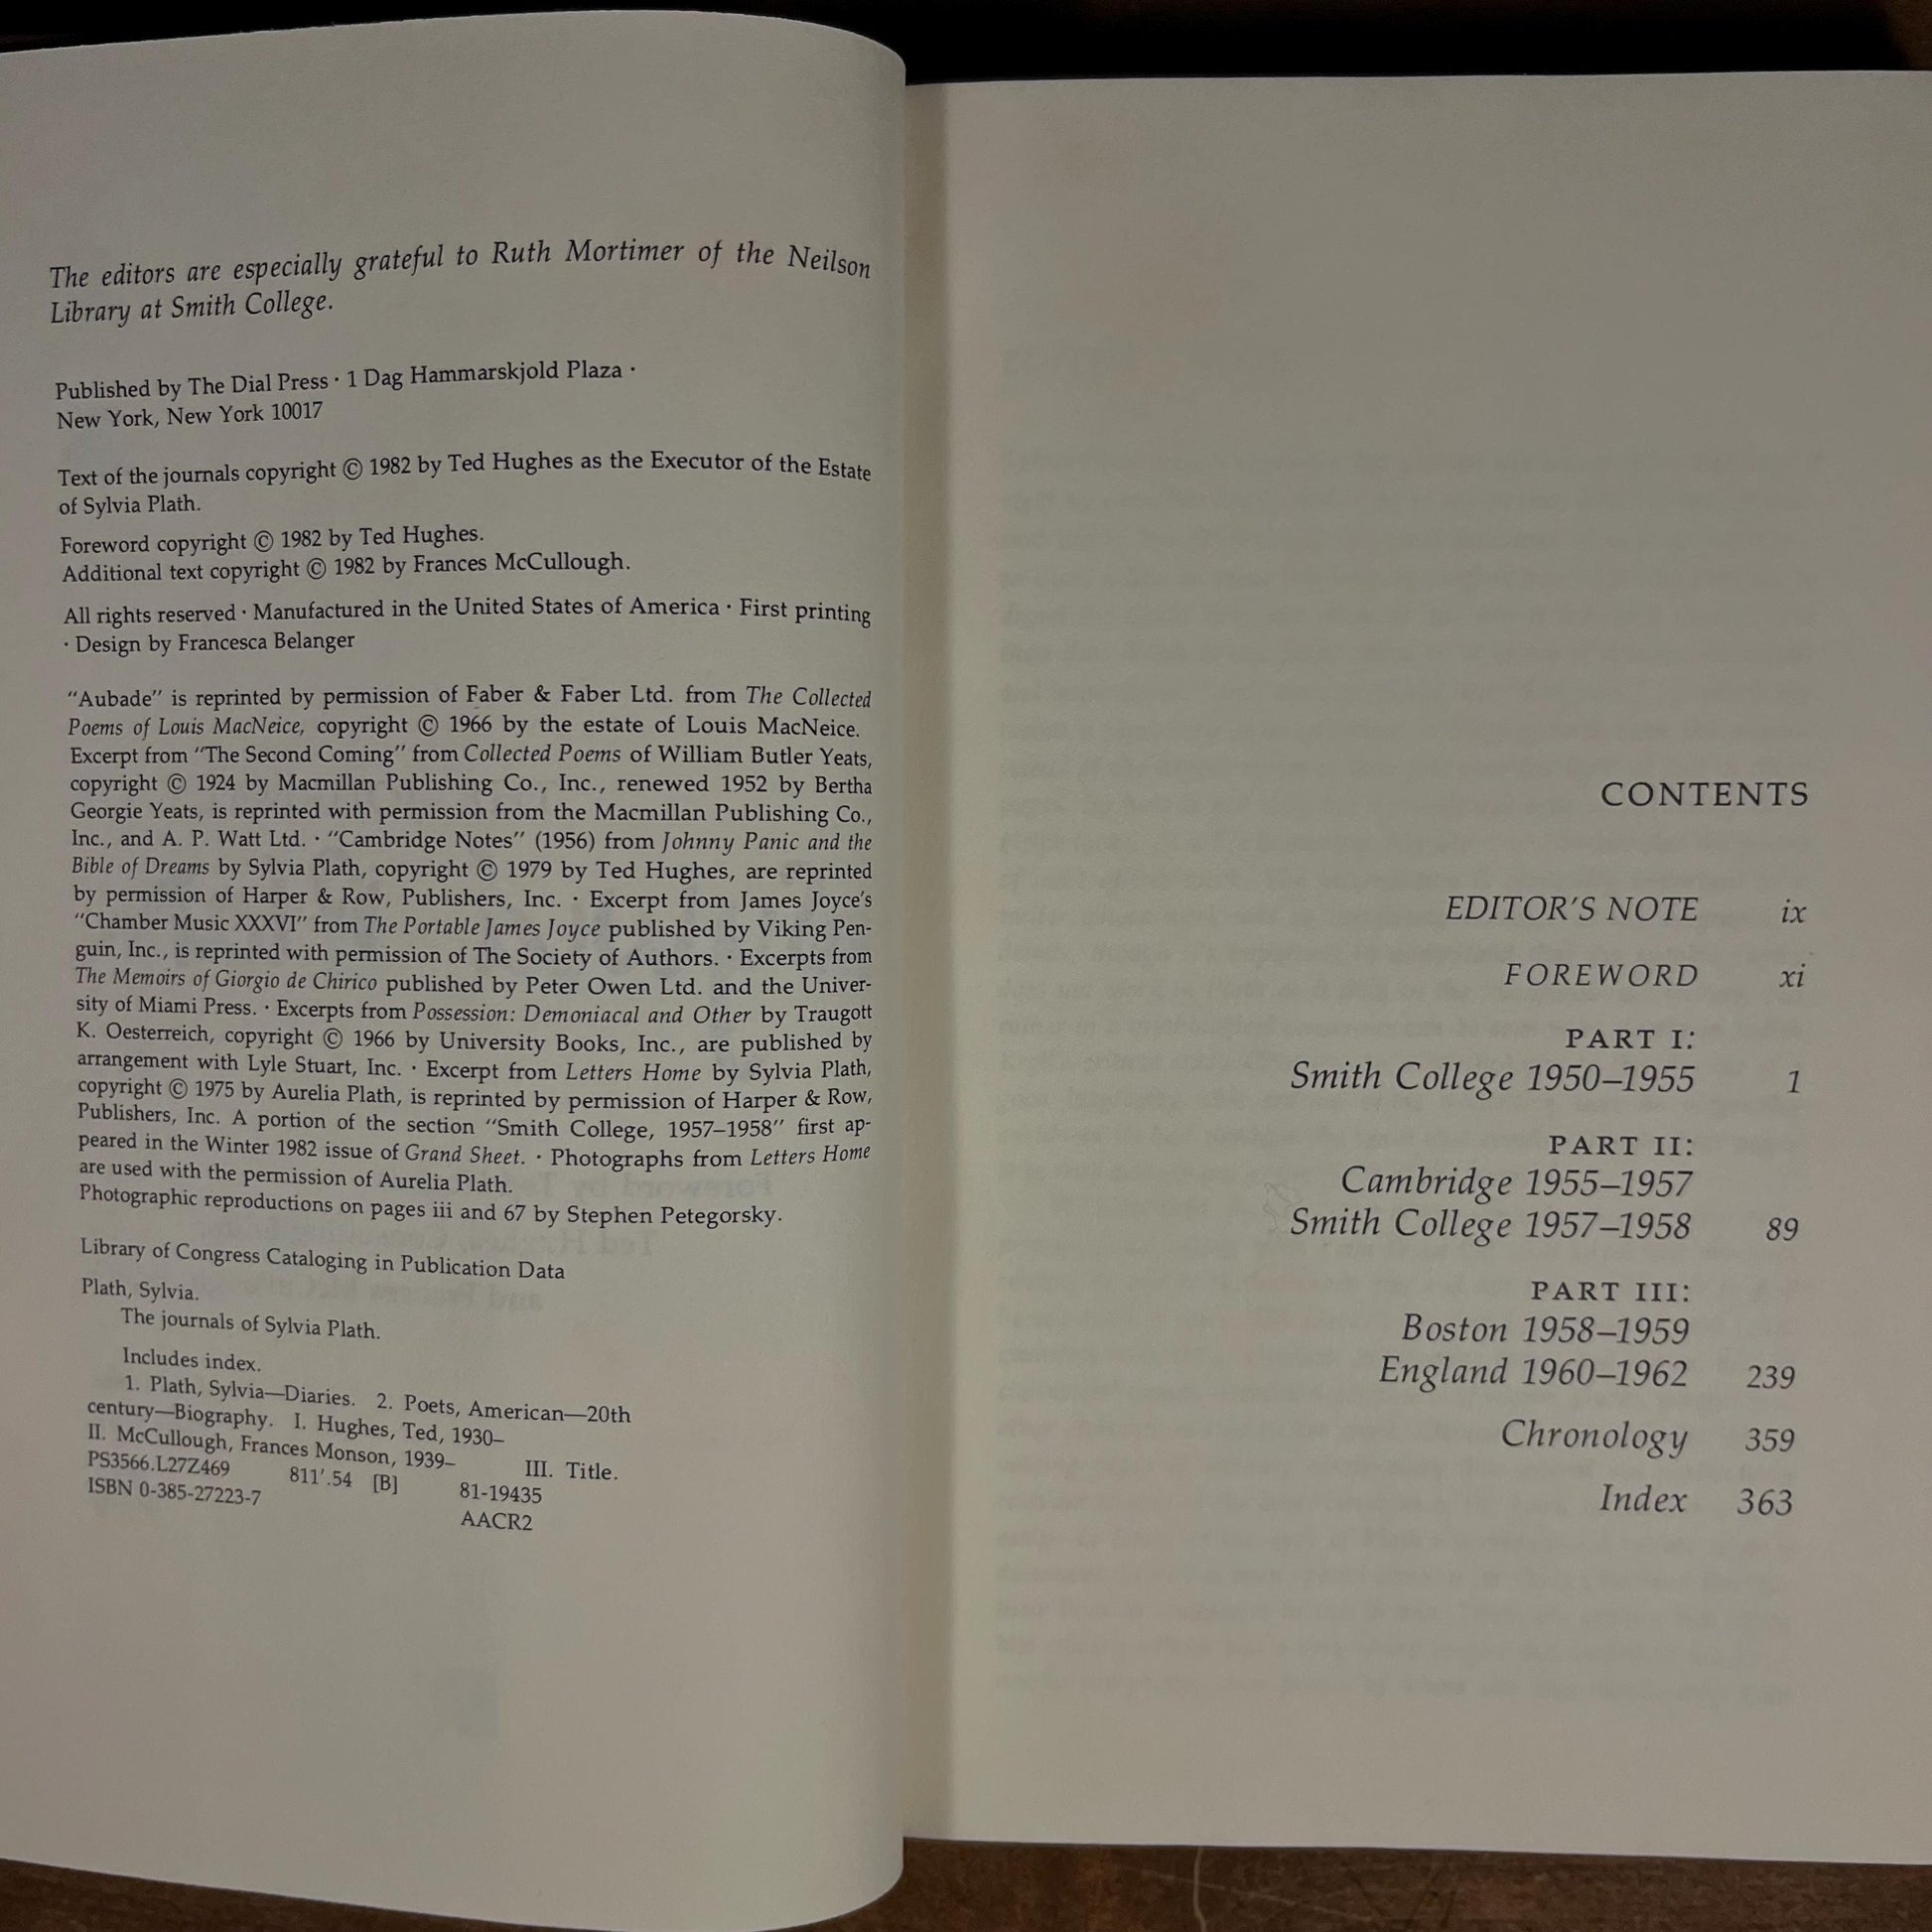 The editors are especially grateful to Ruth Mortimer of the Neilson
Library at Smith College.
Published by The Dial Press · 1 Dag Hammarskjold Plaza ·
New York, New York 10017
Text of the journals copyright © 1982 by Ted Hughes as the Executor of the Estate
of Sylvia Plath.
Foreword copyright © 1982 by Ted Hughes.
Additional text copyright © 1982 by Frances McCullough.
All rights reserved · Manufactured in the United States of America · First printing
· Design by Francesca Belanger
"Aubade" is reprinted by permission of Faber & Faber Ltd. from The Collected
Poems of Louis MacNeice, copyright © 1966 by the estate of Louis MacNeice.
Excerpt from "The Second Coming" from Collected Poems of William Butler Yeats,
copyright © 1924 by Macmillan Publishing Co., Inc., renewed 1952 by Bertha
Georgie Yeats, is reprinted with permission from the Macmillan Publishing Co.,
Inc., and A. P. Watt Ltd. · "Cambridge Notes" (1956) from Johnny Panic and the
Bible of Dreams by Sylvia Plath, copyright © 1979 by Ted Hughes, are reprinted
by permission of Harper & Row, Publishers, Inc. · Excerpt from James Joyce's
"Chamber Music XXXVI" from The Portable James Joyce published by Viking Pen-
guin, Inc., is reprinted with permission of The Society of Authors. · Excerpts from
The Memoirs of Giorgio de Chirico published by Peter Owen Ltd. and the Univer-
sity of Miami Press. · Excerpts from Possession: Demoniacal and Other by Traugott
K. Oesterreich, copyright © 1966 by University Books, Inc., are published by
arrangement with Lyle Stuart, Inc. · Excerpt from Letters Home by Sylvia Plath,
copyright © 1975 by Aurelia Plath, is reprinted by permission of Harper & Row,
Publishers, Inc. A portion of the section "Smith College, 1957–1958" first ap-
peared in the Winter 1982 issue of Grand Sheet. · Photographs from Letters Home
are used with the permission of Aurelia Plath.
Photographic reproductions on pages iii and 67 by Stephen Petegorsky.
Library of Congress Cataloging in Publication Data
Plath, Sylvia.
The journals of Sylvia Plath.
Includes index.
1. Plath, Sylvia—Diaries. 2. Poets, American—20th
century—Biography. I. Hughes, Ted, 1930–
II. McCullough, Frances Monson, 1939– III. Title.
PS3566.L27Z469 811'.54 [B] 81-19435
ISBN 0-385-27223-7 AACR2
CONTENTS
EDITOR'S NOTE ix
FOREWORD xi
PART I:
Smith College 1950–1955 1
PART II:
Cambridge 1955–1957
Smith College 1957–1958 89
PART III:
Boston 1958–1959
England 1960–1962 239
Chronology 359
Index 363